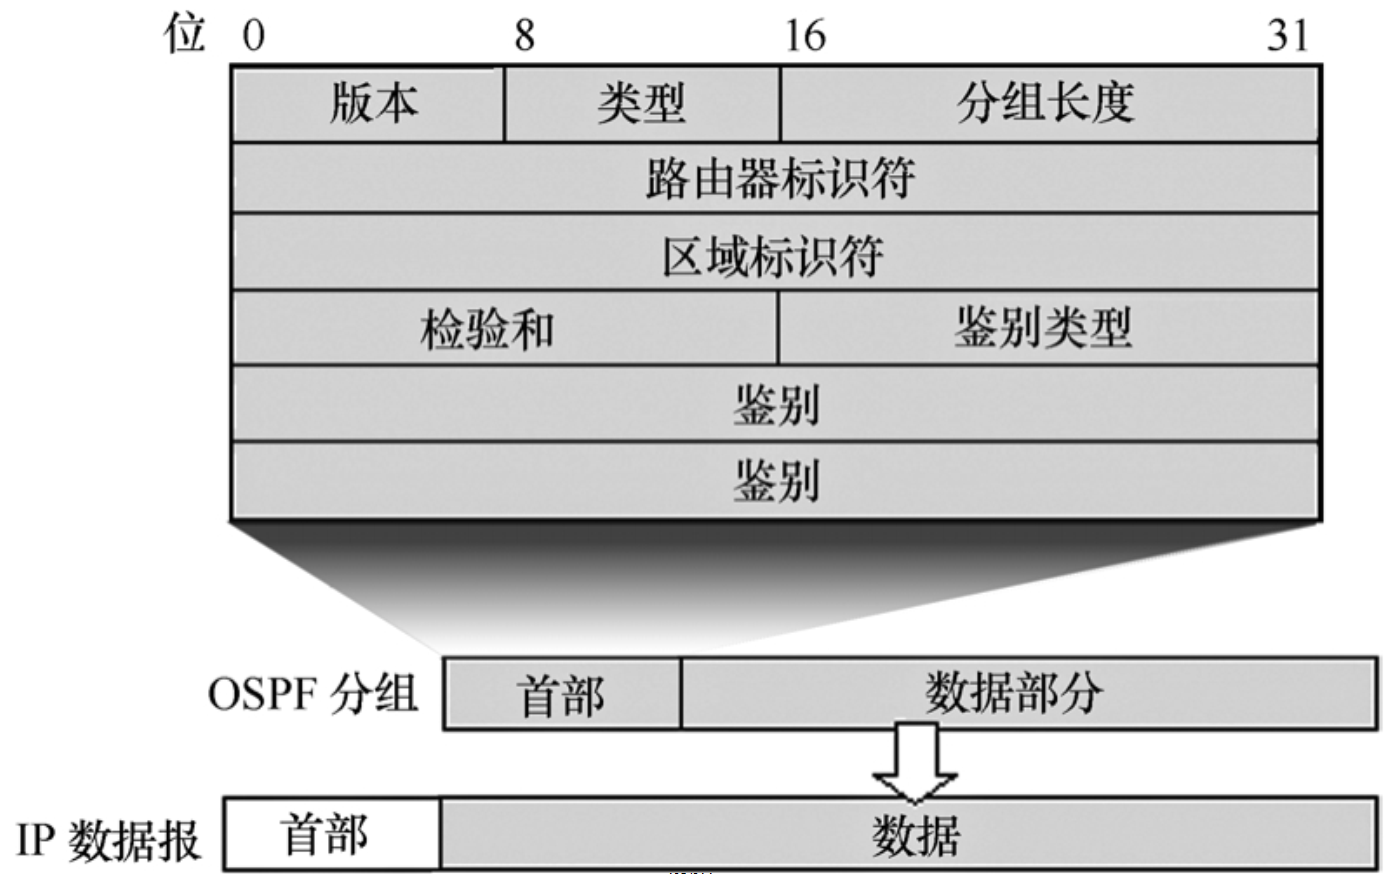 位 0 8 16 31
版本 类型 分组长度
路由器标识符
区域标识符
检验和 鉴别类型
鉴别
鉴别
OSPF 分组 首部 数据部分
IP 数据报 首部 数据